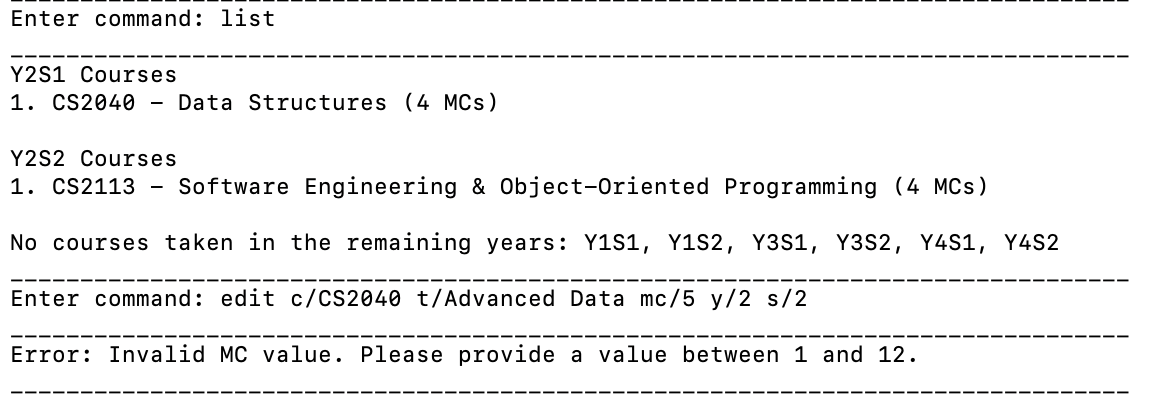 Enter command: list
Y2S1 Courses
1. CS2040 - Data Structures (4 MCs)
Y2S2 Courses
1. CS2113 - Software Engineering & Object-Oriented Programming (4 MCs)
No courses taken in the remaining years: Y1S1, Y1S2, Y3S1, Y3S2, Y4S1, Y4S2
Enter command: edit c/CS2040 t/Advanced Data mc/5 y/2 s/2
Error: Invalid MC value. Please provide a value between 1 and 12.